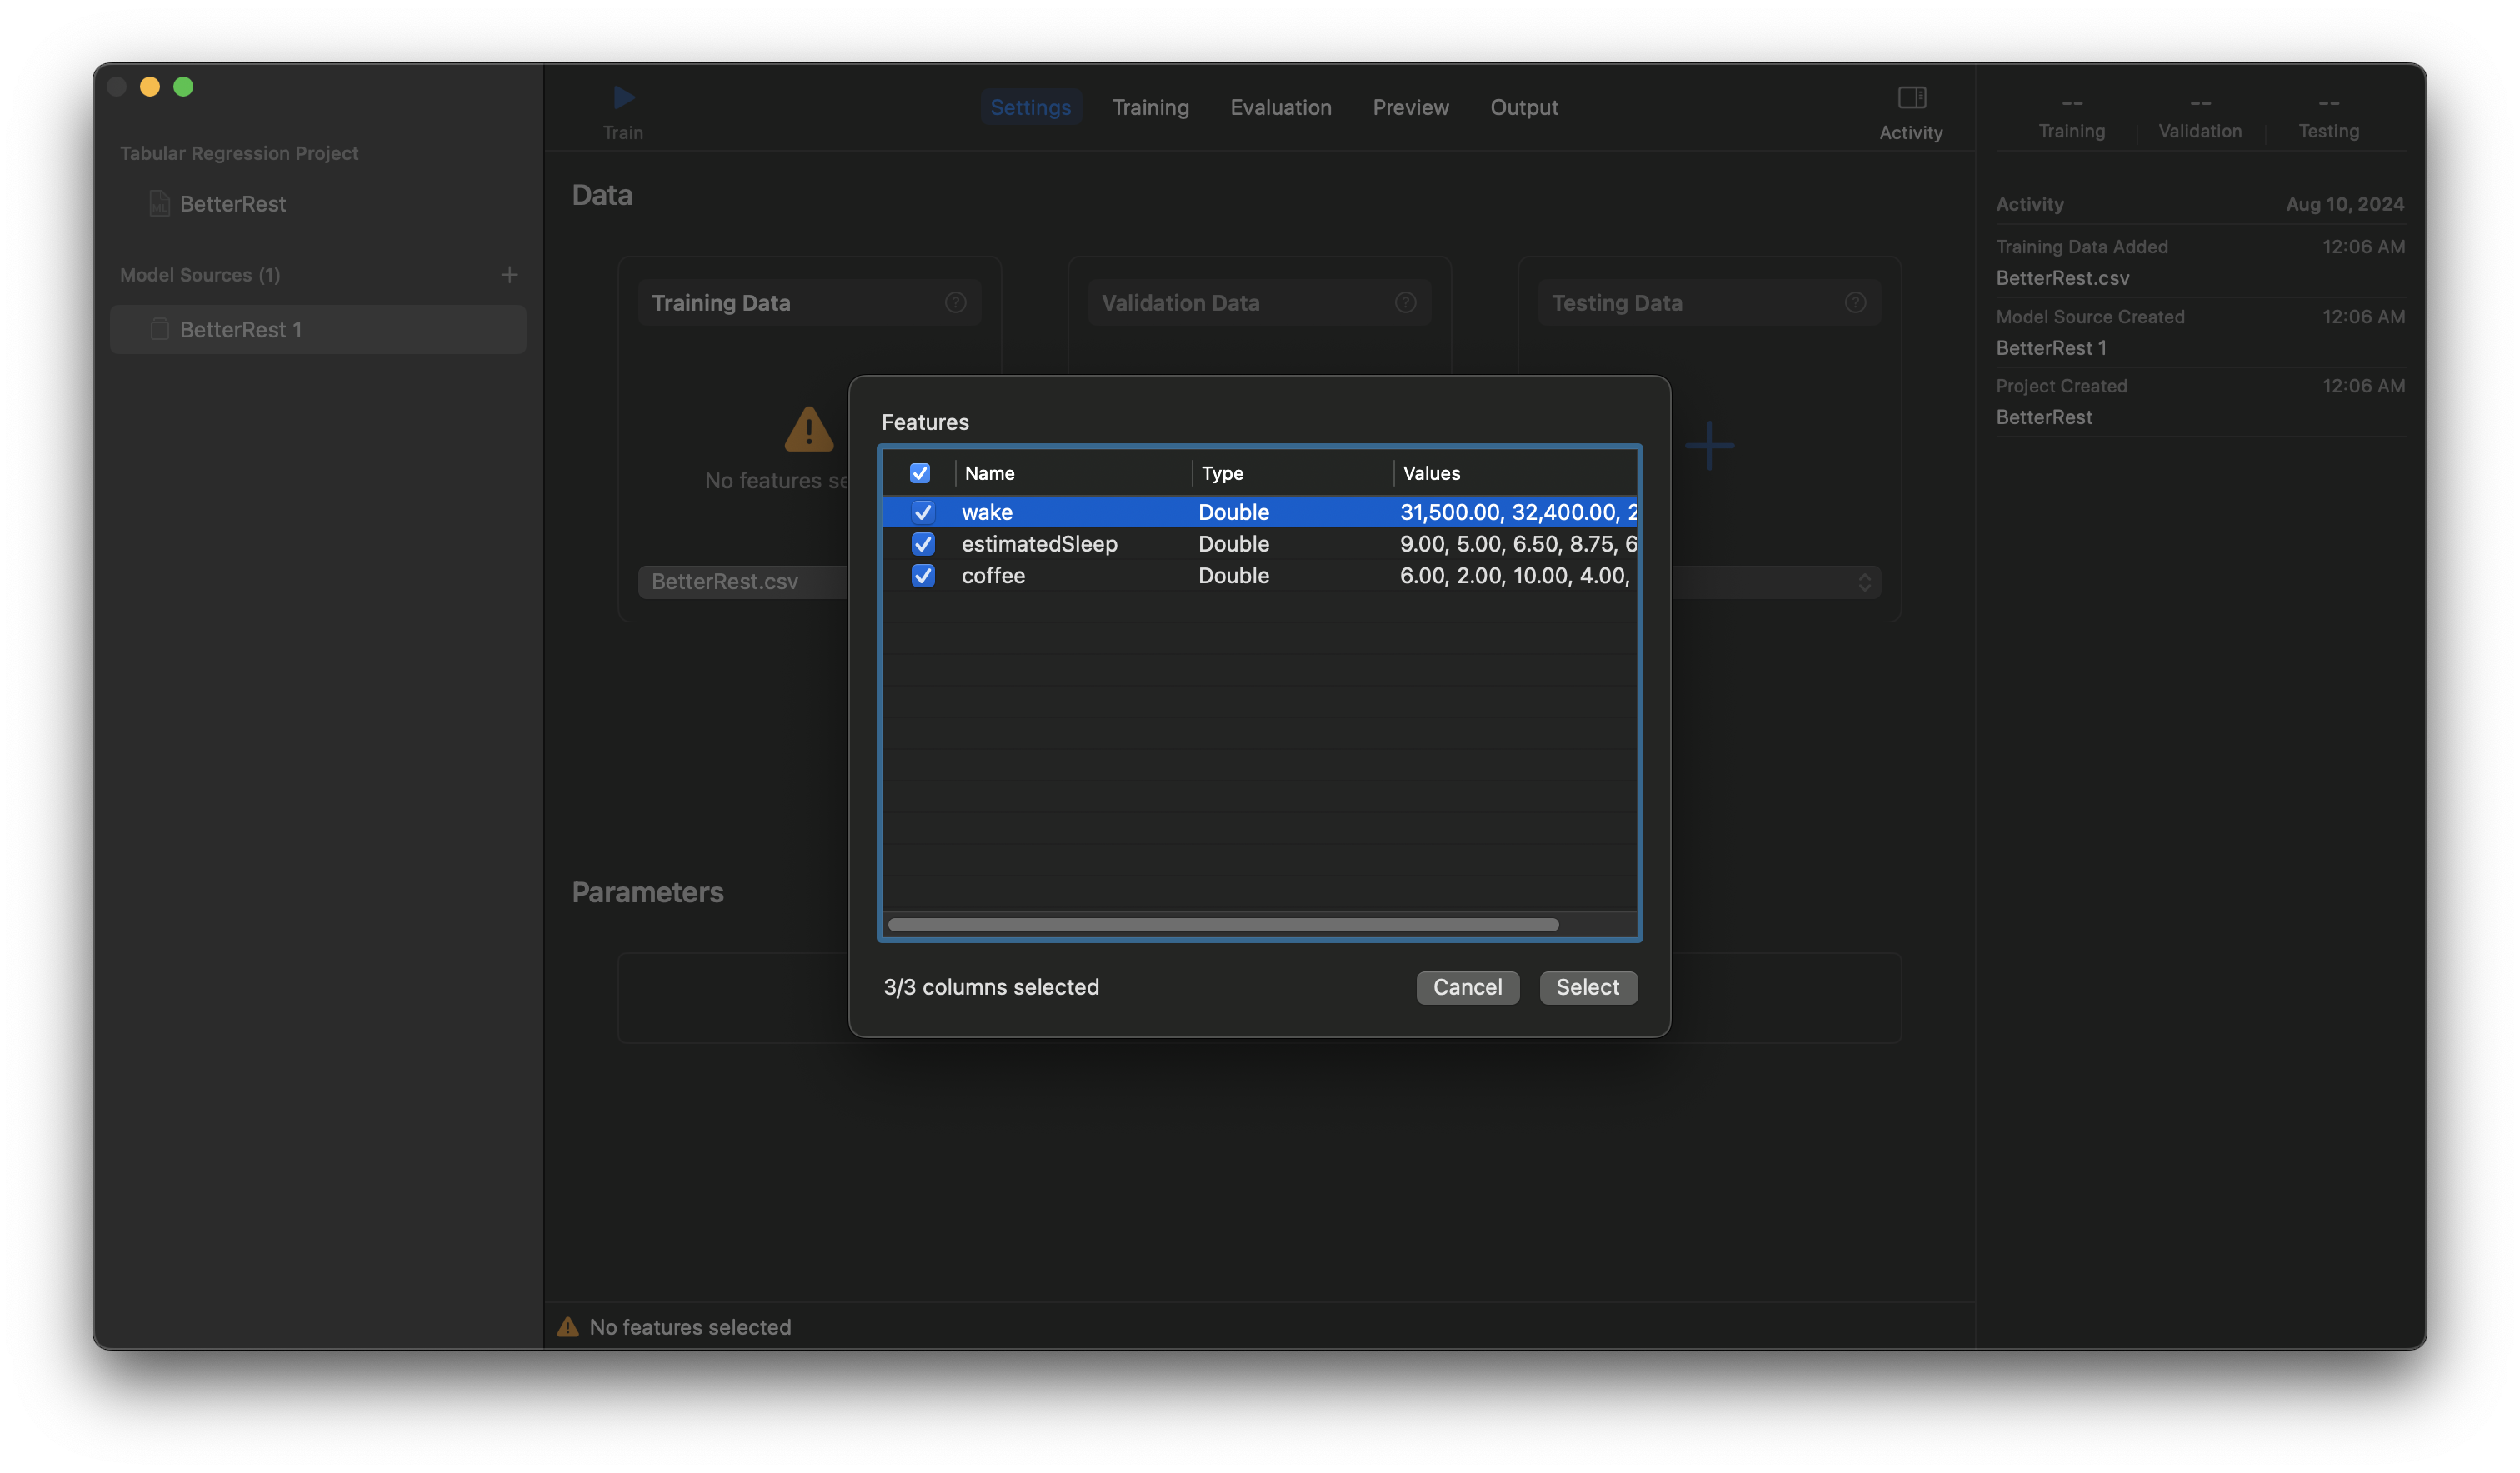 Tabular Regression Project
BetterRest
Model Sources (1)
BetterRest 1
Train
Settings
Training
Evaluation
Preview
Output
Activity
Data
Training Data
Validation Data
Testing Data
No features se
BetterRest.csv
Features
Name Type Values
wake Double 31,500.00, 32,400.00, 2
estimatedSleep Double 9.00, 5.00, 6.50, 8.75, 6
coffee Double 6.00, 2.00, 10.00, 4.00,
3/3 columns selected
Cancel
Select
Parameters
No features selected
-- -- --
Training Validation Testing
Activity Aug 10, 2024
Training Data Added 12:06 AM
BetterRest.csv
Model Source Created 12:06 AM
BetterRest 1
Project Created 12:06 AM
BetterRest